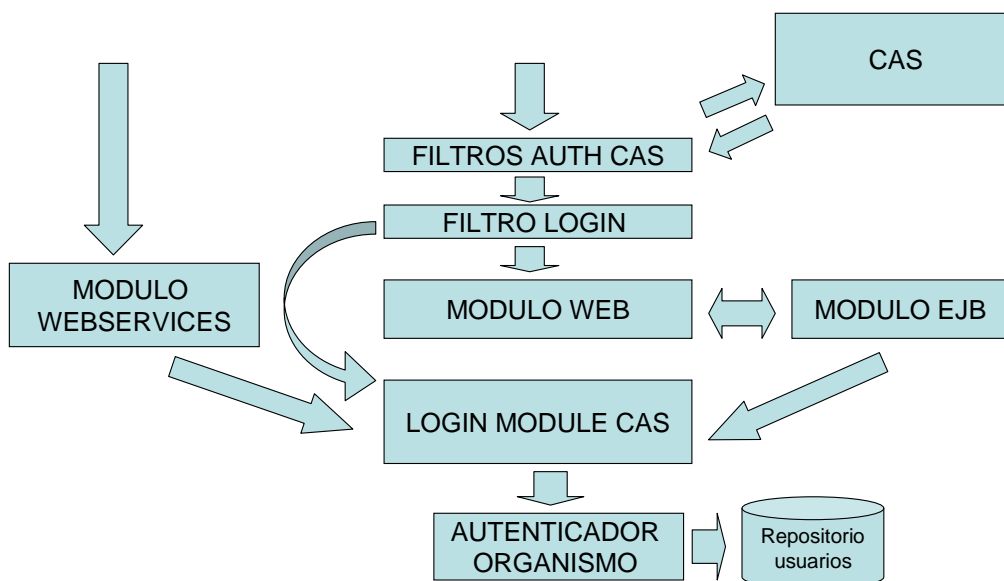 CAS
FILTROS AUTH CAS
FILTRO LOGIN
MODULO
WEBSERVICES
MODULO WEB
MODULO EJB
LOGIN MODULE CAS
AUTENTICADOR
ORGANISMO
Repositorio
usuarios